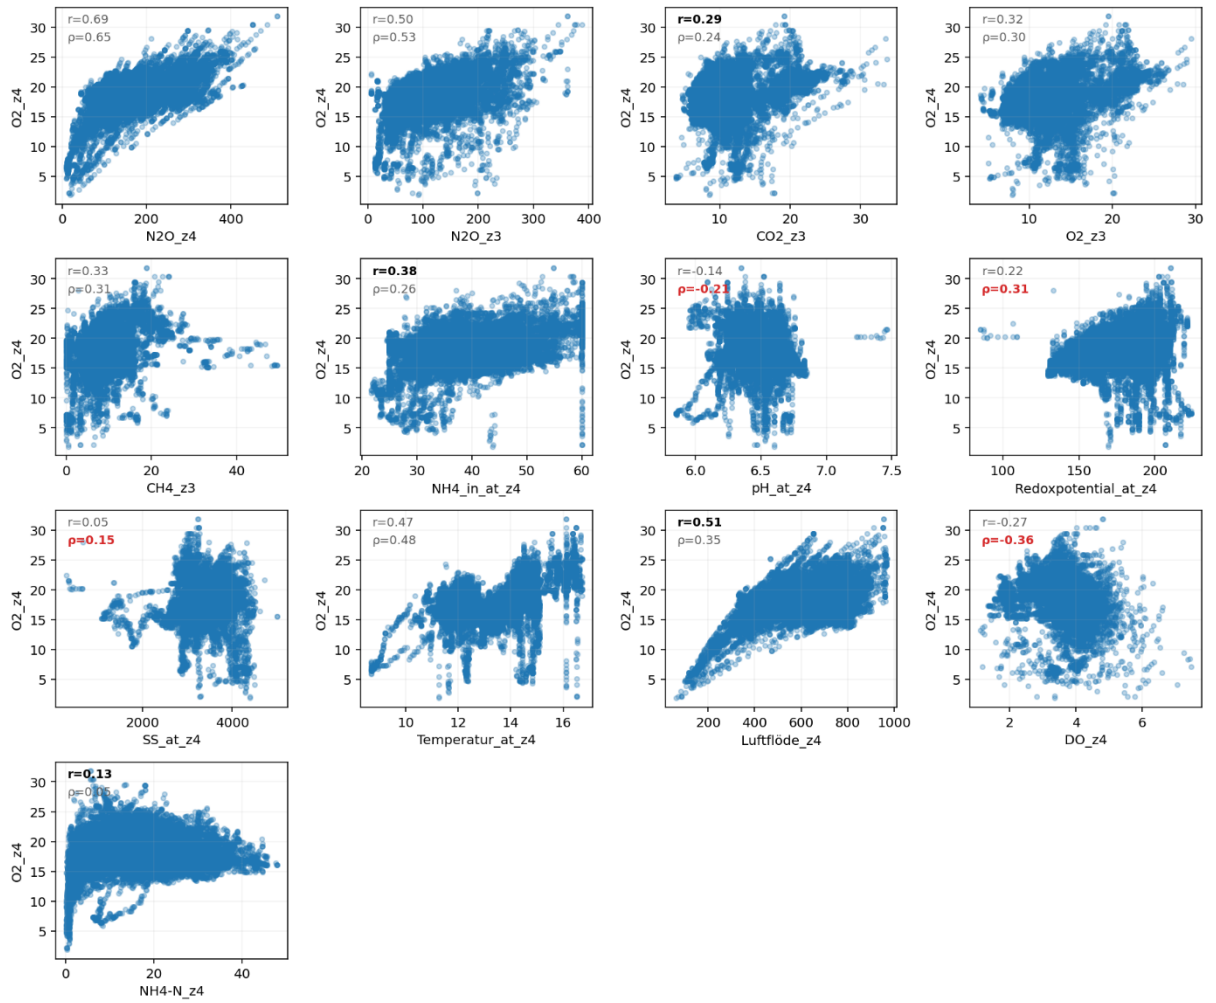 r=0.69
ρ=0.65
O2_z4
30
25
20
15
10
5
0 200 400
N2O_z4
r=0.50
ρ=0.53
O2_z4
30
25
20
15
10
5
0 100 200 300 400
N2O_z3
r=0.29
ρ=0.24
O2_z4
30
25
20
15
10
5
10 20 30
CO2_z3
r=0.32
ρ=0.30
O2_z4
30
25
20
15
10
5
10 20 30
O2_z3
r=0.33
ρ=0.31
O2_z4
30
25
20
15
10
5
0 20 40
CH4_z3
r=0.38
ρ=0.26
O2_z4
30
25
20
15
10
5
20 30 40 50 60
NH4_in_at_z4
r=-0.14
ρ=-0.21
O2_z4
30
25
20
15
10
5
6.0 6.5 7.0 7.5
pH_at_z4
r=0.22
ρ=0.31
O2_z4
30
25
20
15
10
5
100 150 200
Redoxpotential_at_z4
r=0.05
ρ=0.15
O2_z4
30
25
20
15
10
5
2000 4000
SS_at_z4
r=0.47
ρ=0.48
O2_z4
30
25
20
15
10
5
10 12 14 16
Temperatur_at_z4
r=0.51
ρ=0.35
O2_z4
30
25
20
15
10
5
200 400 600 800 1000
Luftflöde_z4
r=-0.27
ρ=-0.36
O2_z4
30
25
20
15
10
5
2 4 6
DO_z4
r=0.13
ρ=0.05
O2_z4
30
25
20
15
10
5
0 20 40
NH4-N_z4